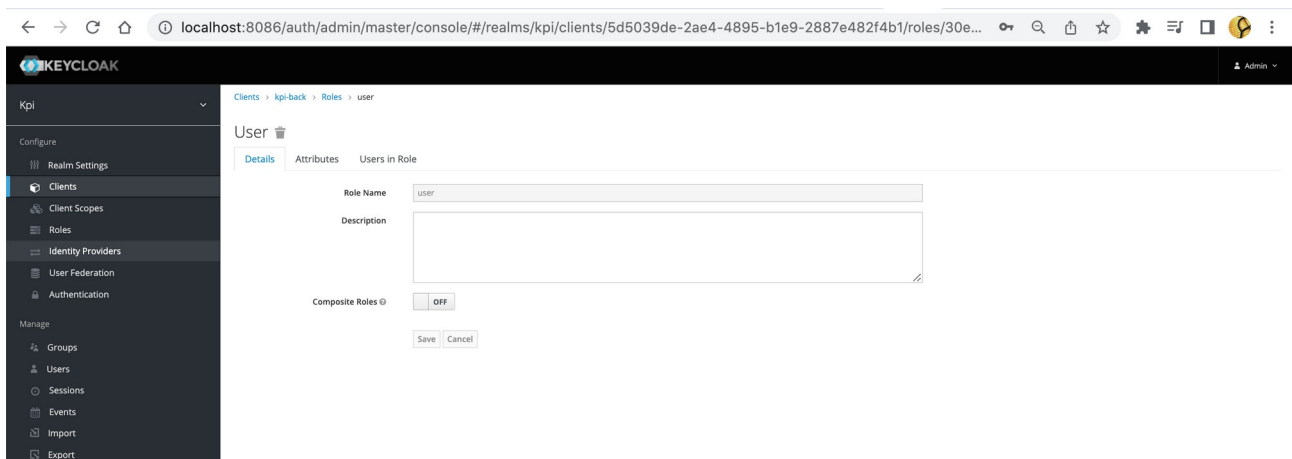 localhost:8086/auth/admin/master/console/#/realms/kpi/clients/5d5039de-2ae4-4895-b1e9-2887e482f4b1/roles/30e...
KEYCLOAK
Admin
Kpi
Clients > kpi-back > Roles > user
User
Configure
Details Attributes Users in Role
Realm Settings
Clients
Role Name user
Client Scopes
Description
Roles
Identity Providers
User Federation
Authentication
Composite Roles OFF
Manage
Save Cancel
Groups
Users
Sessions
Events
Import
Export